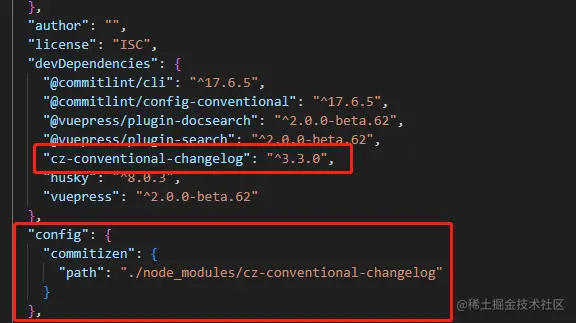 },
"author": "",
"license": "ISC",
"devDependencies": {
"@commitlint/cli": "^17.6.5",
"@commitlint/config-conventional": "^17.6.5",
"@vuepress/plugin-docsearch": "^2.0.0-beta.62",
"@vuepress/plugin-search": "^2.0.0-beta.62",
"cz-conventional-changelog": "^3.3.0",
"husky": "^8.0.3",
"vuepress": "^2.0.0-beta.62"
},
"config": {
"commitizen": {
"path": "./node_modules/cz-conventional-changelog"
}
},
@稀土掘金技术社区